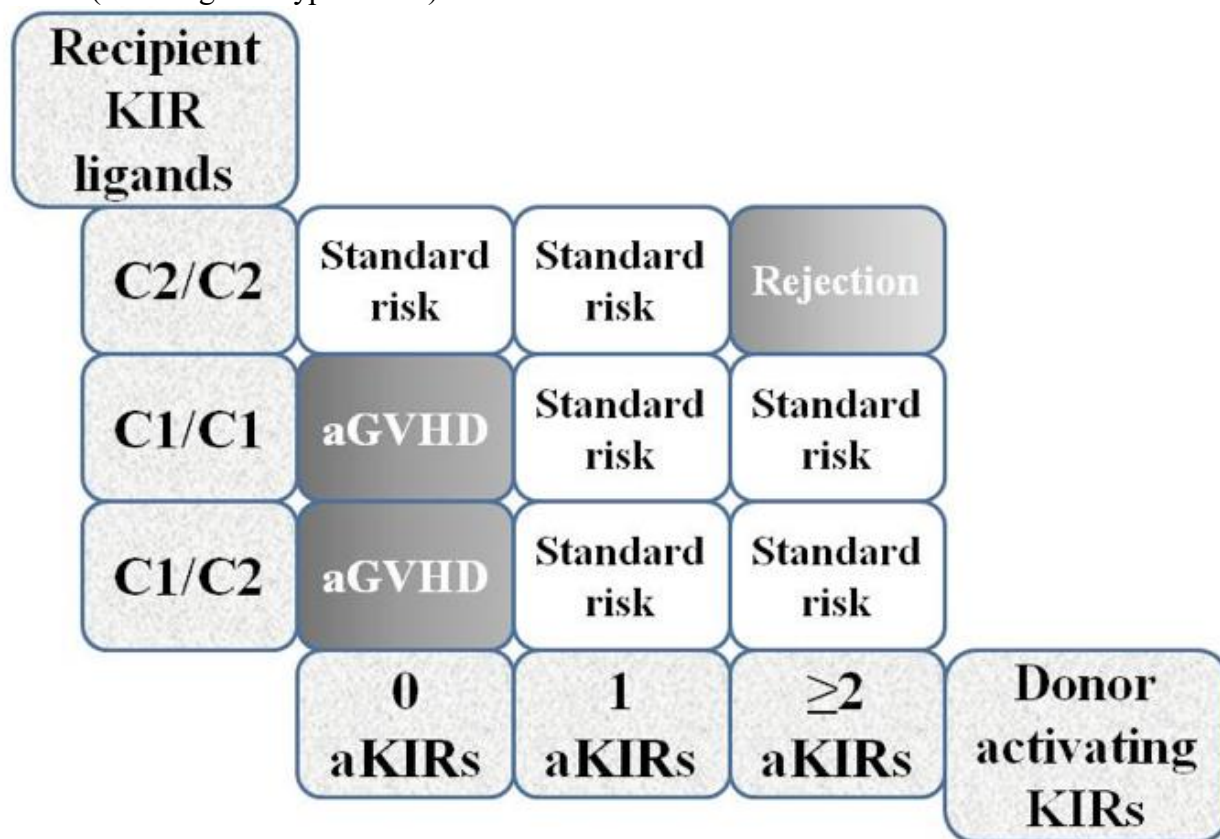 Recipient
KIR
ligands
C2/C2
Standard
risk
Standard
risk
Rejection
C1/C1
aGVHD
Standard
risk
Standard
risk
C1/C2
aGVHD
Standard
risk
Standard
risk
0
aKIRs
1
aKIRs
≥2
aKIRs
Donor
activating
KIRs